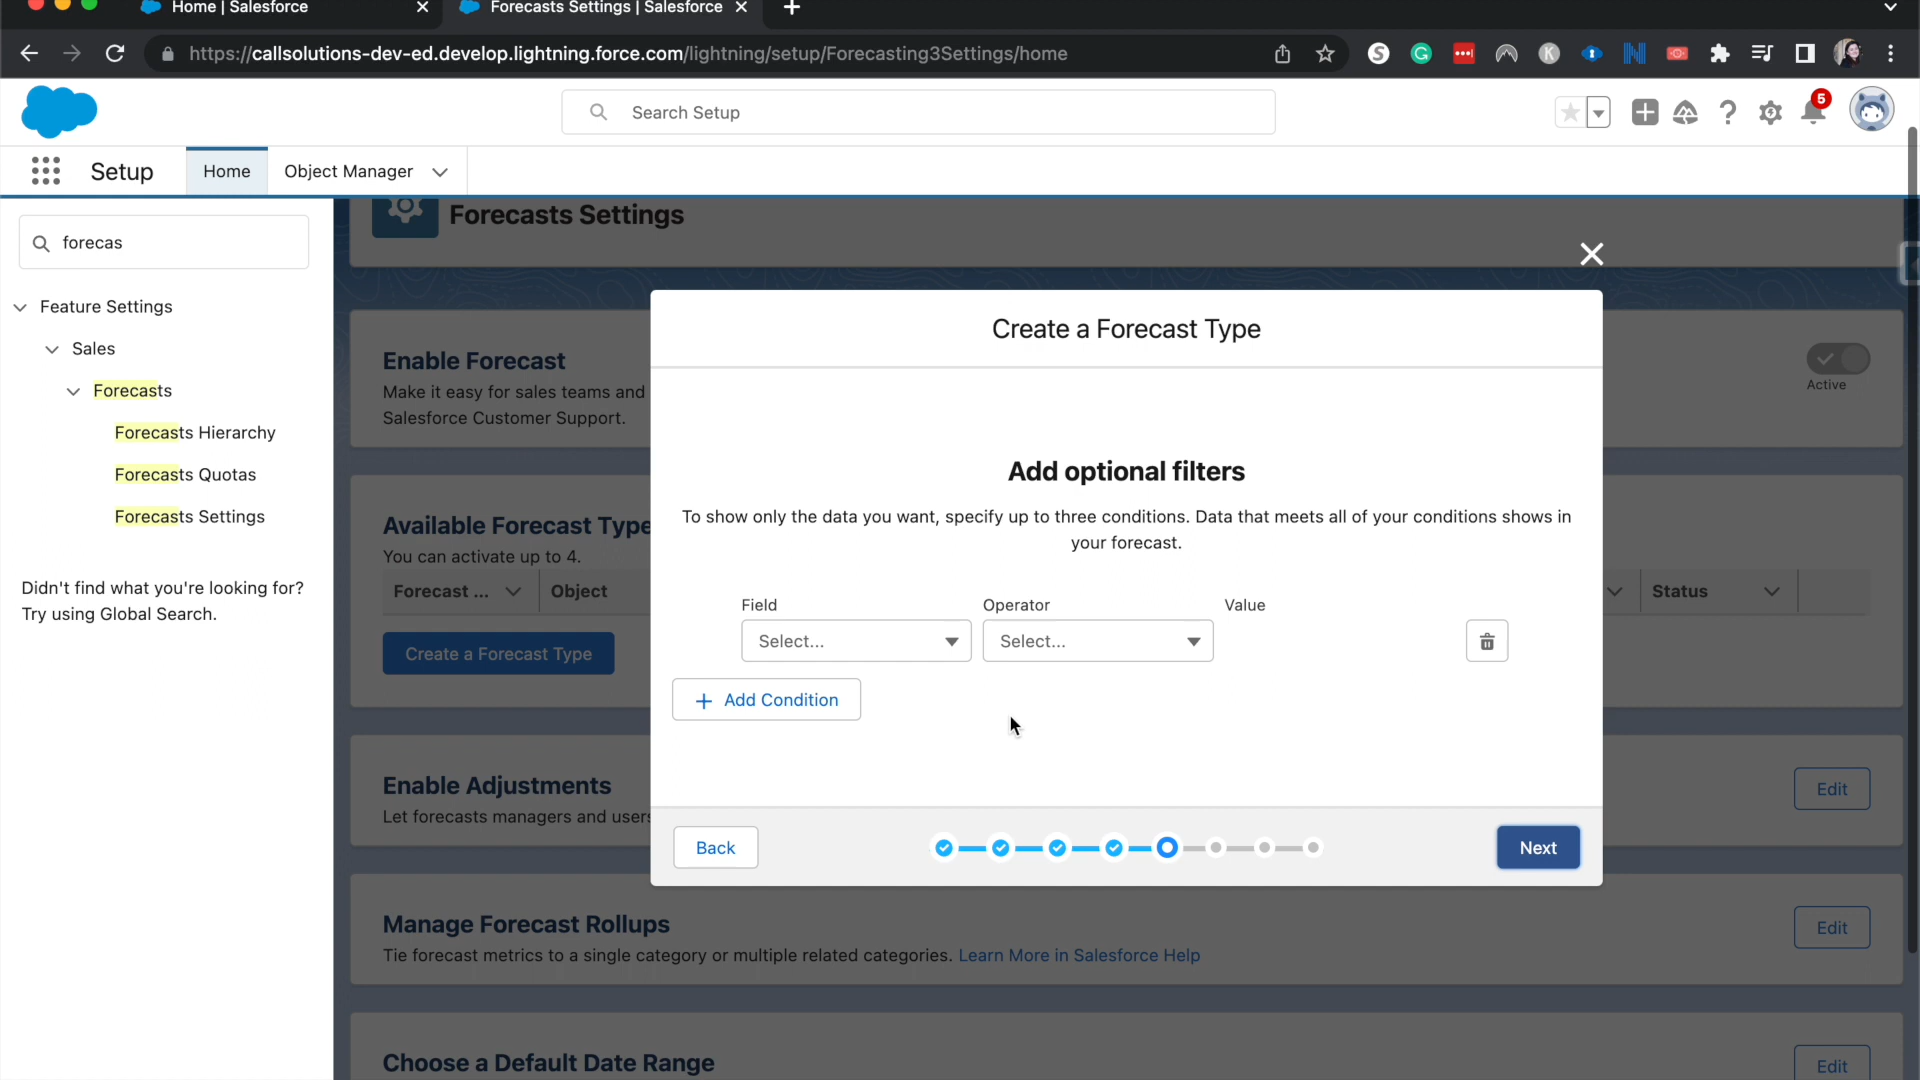 Home | Salesforce
Forecasts Settings | Salesforce
https://callsolutions-dev-ed.develop.lightning.force.com/lightning/setup/Forecasting3Settings/home
Search Setup
5
Setup
Home
Object Manager
forecas
Feature Settings
Sales
Forecasts
Forecasts Hierarchy
Forecasts Quotas
Forecasts Settings
Didn't find what you're looking for?
Try using Global Search.
Forecasts Settings
Enable Forecast
Make it easy for sales teams and
Salesforce Customer Support.
Active
Available Forecast Type
You can activate up to 4.
Forecast ...
Object
Status
Create a Forecast Type
Enable Adjustments
Let forecasts managers and users
Edit
Manage Forecast Rollups
Tie forecast metrics to a single category or multiple related categories. Learn More in Salesforce Help
Edit
Choose a Default Date Range
Edit
Create a Forecast Type
Add optional filters
To show only the data you want, specify up to three conditions. Data that meets all of your conditions shows in
your forecast.
Field
Operator
Value
Select...
Select...
+ Add Condition
Back
Next